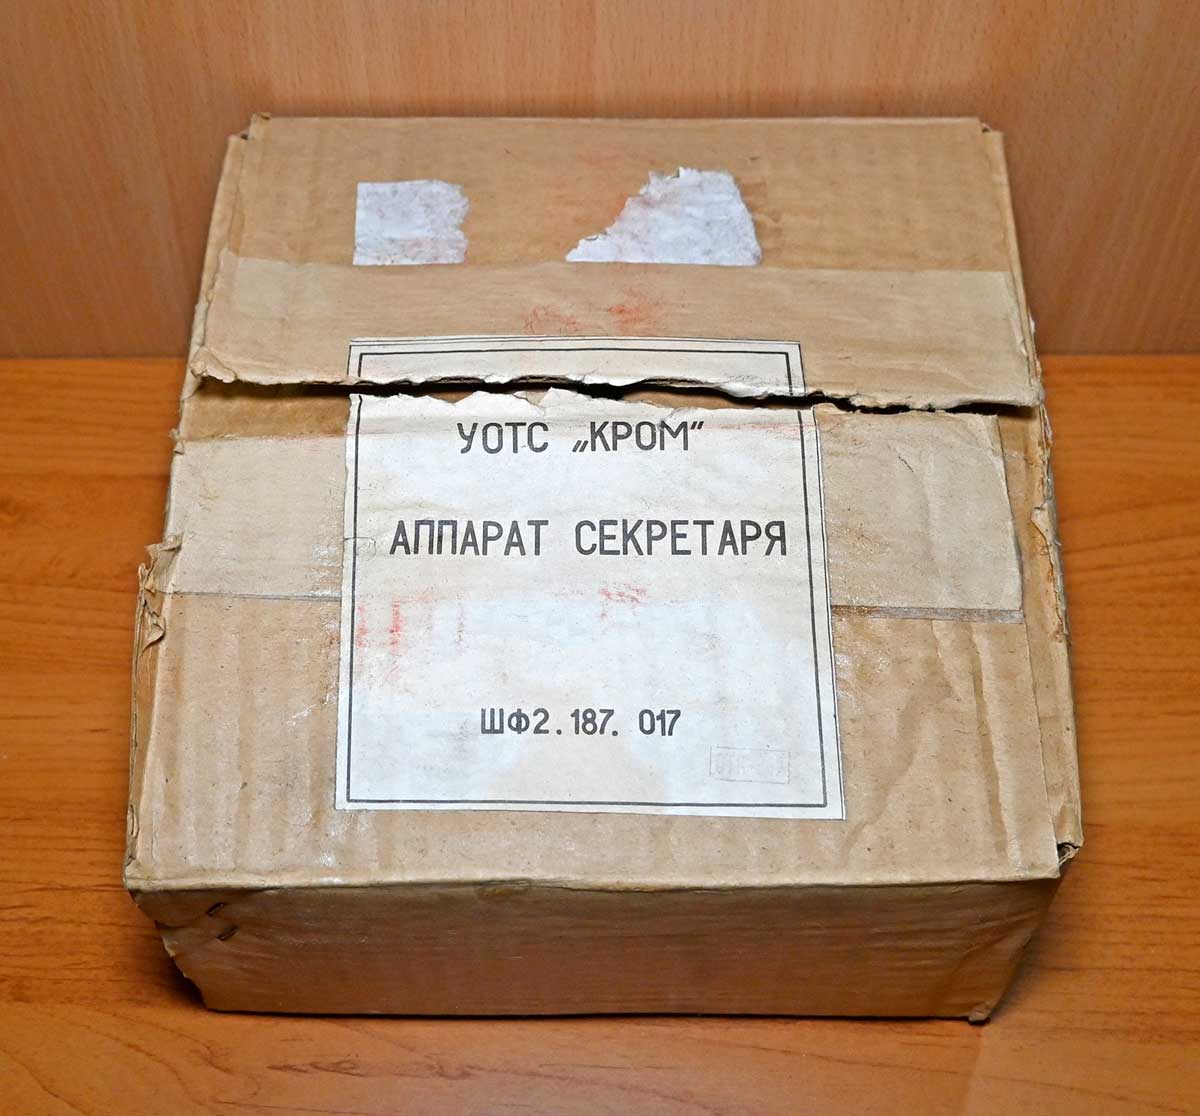 УОТС „КРОМ"
АППАРАТ СЕКРЕТАРЯ
ШФ2.187. 017